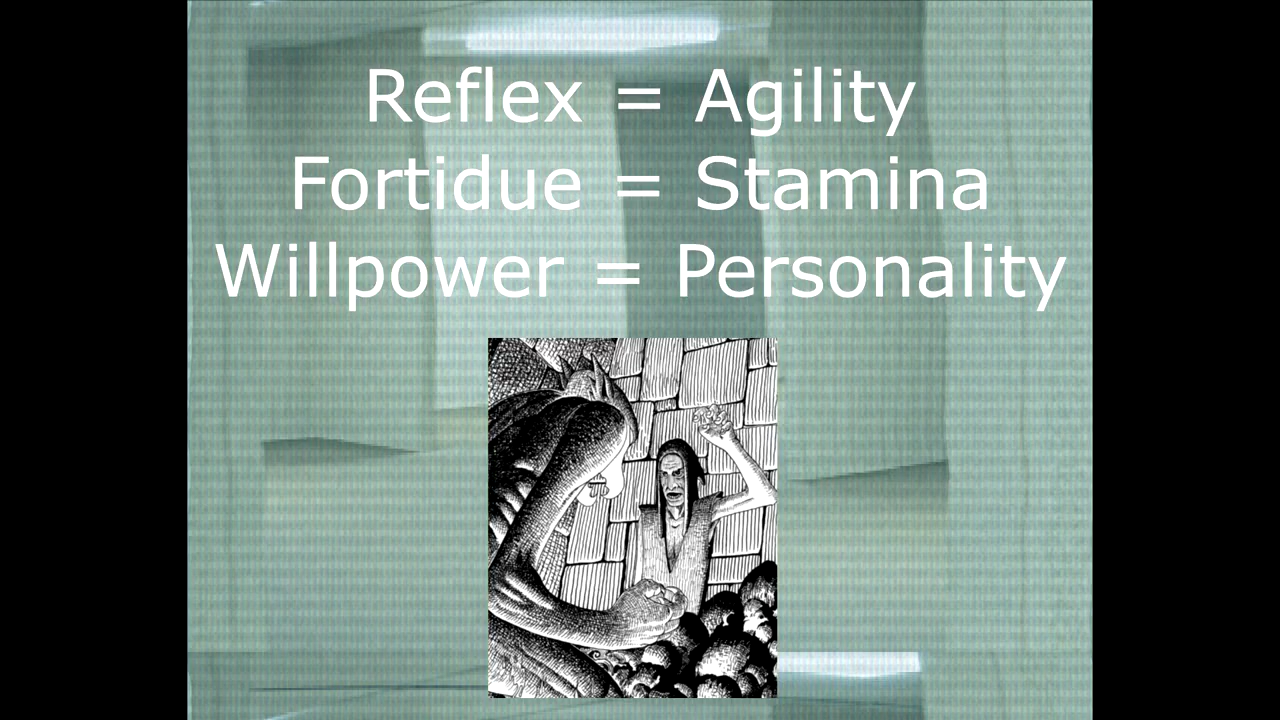 Reflex = Agility
Fortidue = Stamina
Willpower = Personality